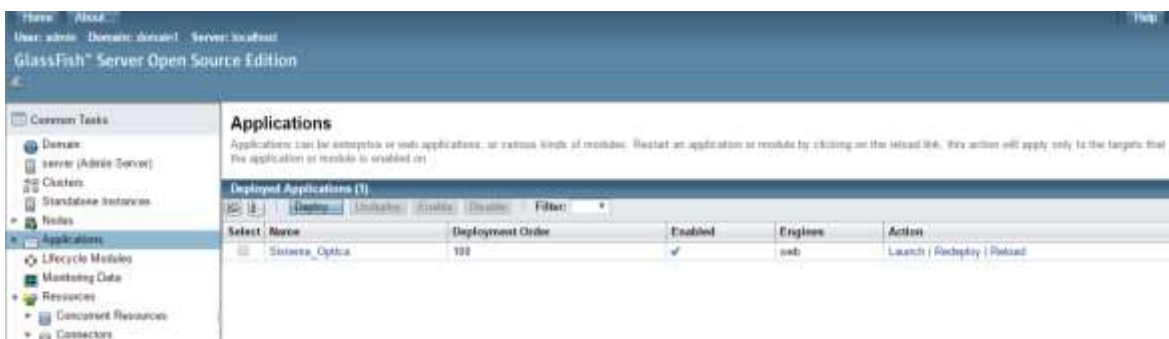 Home About... Help
User: admin Domain: domain1 Server: localhost
GlassFish™ Server Open Source Edition
Common Tasks
Domain
server (Admin Server)
Clusters
Standalone Instances
Nodes
Applications
Lifecycle Modules
Monitoring Data
Resources
Concurrent Resources
Connectors
Applications
Applications can be enterprise or web applications, or various kinds of modules. Restart an application or module by clicking on the reload link, this action will apply only to the targets that
the application or module is enabled on.
Deployed Applications (1)
Deploy... Undeploy Enable Disable Filter:
Select Name Deployment Order Enabled Engines Action
Sistema_Optica 100 web Launch | Redeploy | Reload